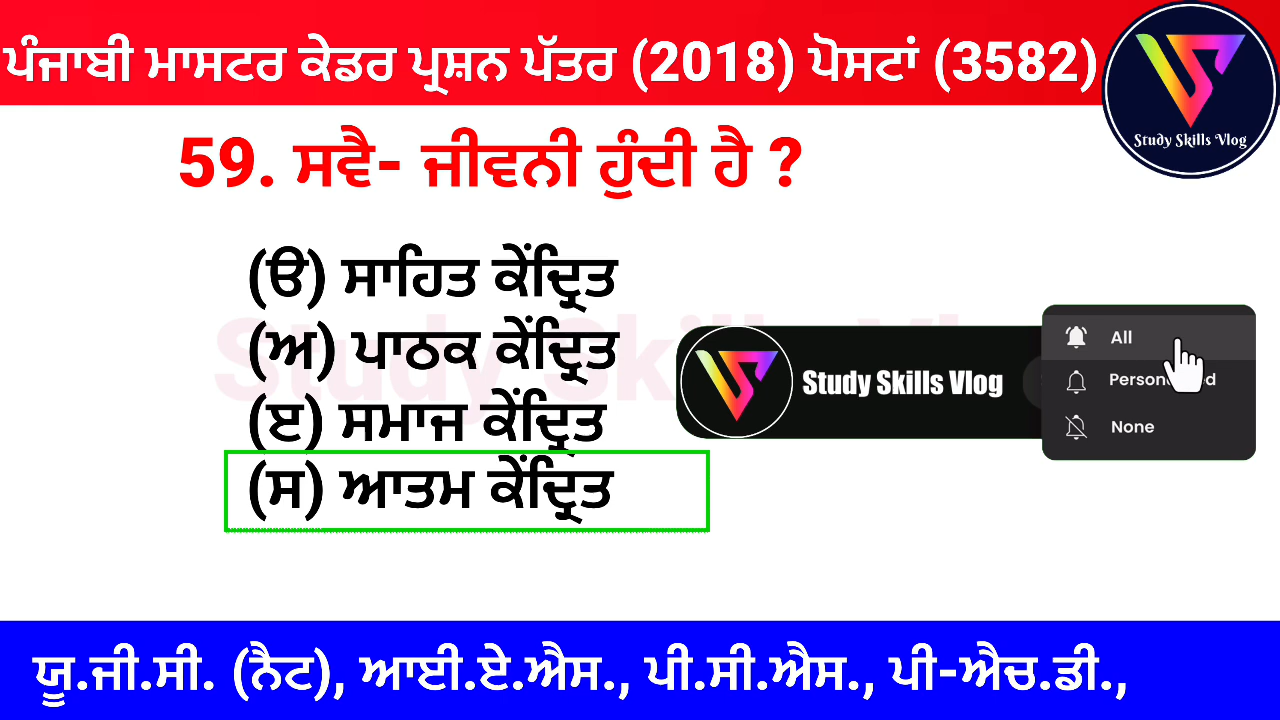 ਪੰਜਾਬੀ ਮਾਸਟਰ ਕੇਡਰ ਪ੍ਰਸ਼ਨ ਪੱਤਰ (2018) ਪੋਸਟਾਂ (3582)
Study Skills Vlog
59. ਸਵੈ- ਜੀਵਨੀ ਹੁੰਦੀ ਹੈ ?
(ੳ) ਸਾਹਿਤ ਕੇਂਦ੍ਰਿਤ
(ਅ) ਪਾਠਕ ਕੇਂਦ੍ਰਿਤ
(ੲ) ਸਮਾਜ ਕੇਂਦ੍ਰਿਤ
(ਸ) ਆਤਮ ਕੇਂਦ੍ਰਿਤ
Study Skills Vlog
All
None
ਯੂ.ਜੀ.ਸੀ. (ਨੈਟ), ਆਈ.ਏ.ਐਸ., ਪੀ.ਸੀ.ਐਸ., ਪੀ-ਐਚ.ਡੀ.,